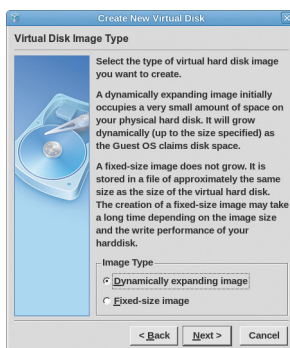 Create New Virtual Disk
Virtual Disk Image Type
Select the type of virtual hard disk image
you want to create.
A dynamically expanding image initially
occupies a very small amount of space on
your physical hard disk. It will grow
dynamically (up to the size specified) as
the Guest OS claims disk space.
A fixed-size image does not grow. It is
stored in a file of approximately the same
size as the size of the virtual hard disk.
The creation of a fixed-size image may take
a long time depending on the image size
and the write performance of your
harddisk.
Image Type
Dynamically expanding image
Fixed-size image
< Back
Next >
Cancel